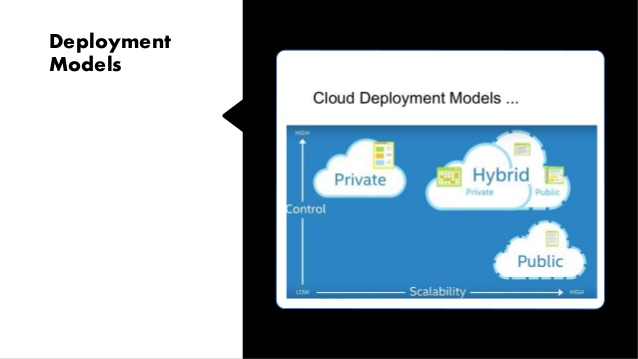 Deployment
Models
Cloud Deployment Models ...
HIGH
Private
Hybrid
Private
Public
Control
Public
LOW
Scalability
HIGH